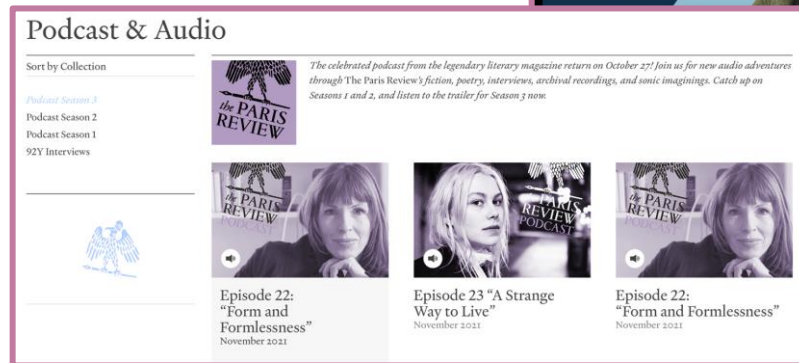 Podcast & Audio
Sort by Collection
Podcast Season 3
Podcast Season 2
Podcast Season 1
92Y Interviews
the PARIS
REVIEW
The celebrated podcast from the legendary literary magazine return on October 27! Join us for new audio adventures
through The Paris Review's fiction, poetry, interviews, archival recordings, and sonic imaginings. Catch up on
Seasons 1 and 2, and listen to the trailer for Season 3 now.
the PARIS
REVIEW
PODCAST
Episode 22:
"Form and
Formlessness"
November 2021
the PARIS
REVIEW
PODCAST
Episode 23 "A Strange
Way to Live"
November 2021
the PARIS
REVIEW
PODCAST
Episode 22:
"Form and Formlessness"
November 2021